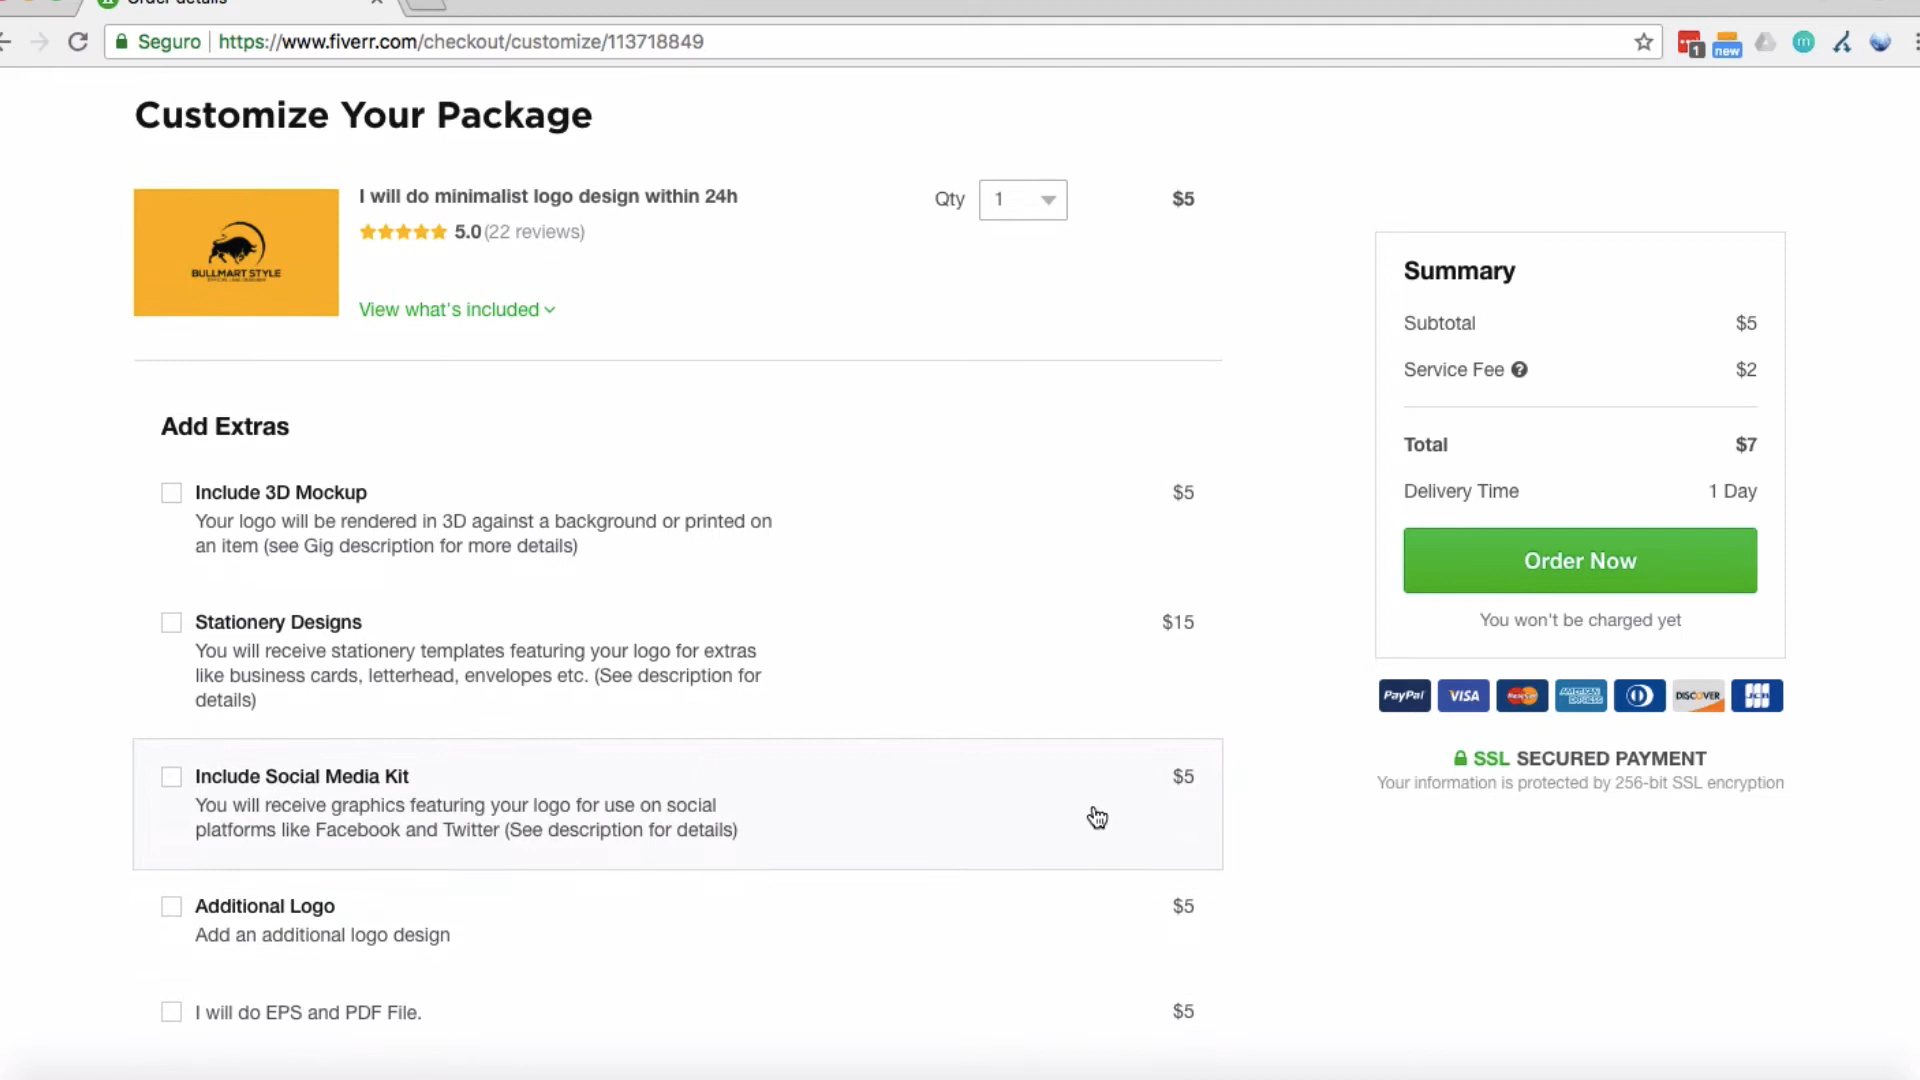 Order details
Seguro
https://www.fiverr.com/checkout/customize/113718849
1
new
m
Customize Your Package
BULLMART STYLE
I will do minimalist logo design within 24h
5.0 (22 reviews)
View what's included
Qty 1 $5
Add Extras
Include 3D Mockup $5
Your logo will be rendered in 3D against a background or printed on
an item (see Gig description for more details)
Stationery Designs $15
You will receive stationery templates featuring your logo for extras
like business cards, letterhead, envelopes etc. (See description for
details)
Include Social Media Kit $5
You will receive graphics featuring your logo for use on social
platforms like Facebook and Twitter (See description for details)
Additional Logo $5
Add an additional logo design
I will do EPS and PDF File. $5
Summary
Subtotal $5
Service Fee ? $2
Total $7
Delivery Time 1 Day
Order Now
You won't be charged yet
PayPal VISA MasterCard AMERICAN EXPRESS DISCOVER JCB
SSL SECURED PAYMENT
Your information is protected by 256-bit SSL encryption